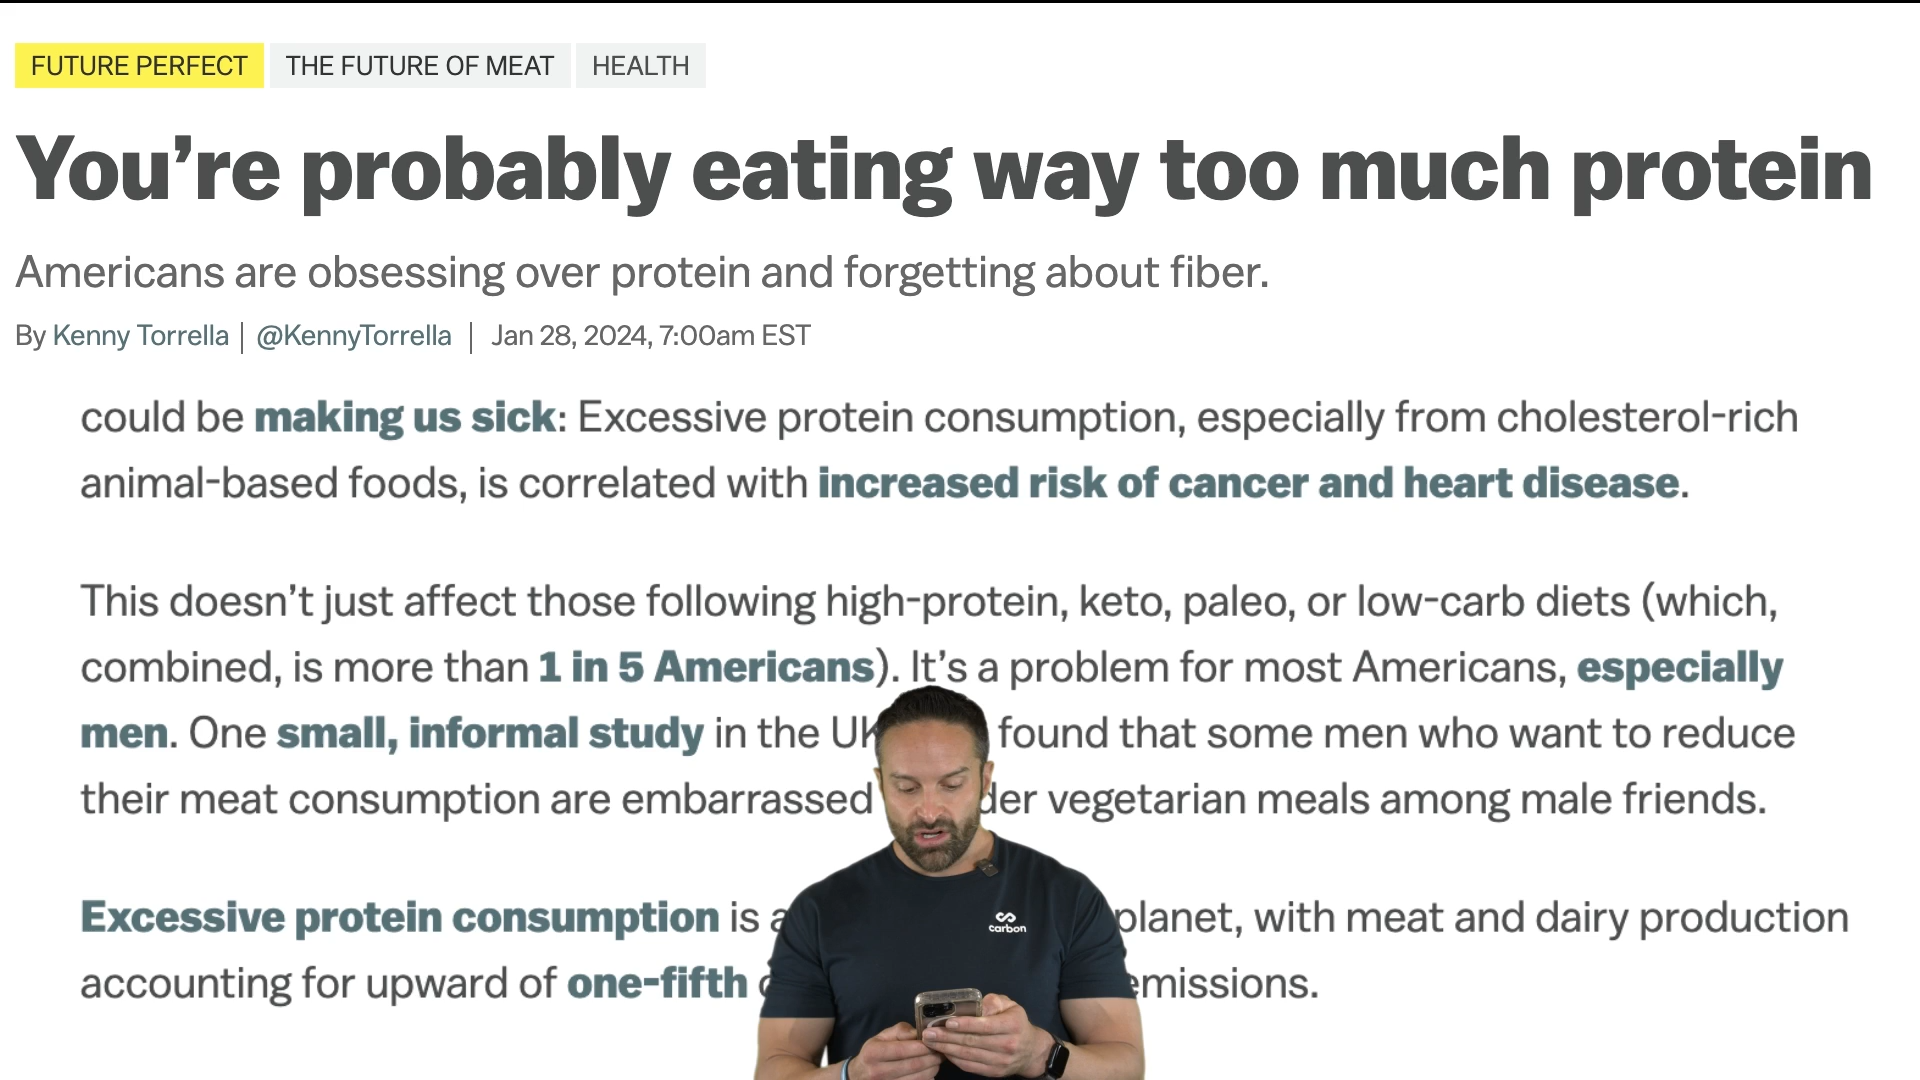 FUTURE PERFECT THE FUTURE OF MEAT HEALTH
You're probably eating way too much protein
Americans are obsessing over protein and forgetting about fiber.
By Kenny Torrella | @KennyTorrella | Jan 28, 2024, 7:00am EST
could be making us sick: Excessive protein consumption, especially from cholesterol-rich
animal-based foods, is correlated with increased risk of cancer and heart disease.
This doesn't just affect those following high-protein, keto, paleo, or low-carb diets (which,
combined, is more than 1 in 5 Americans). It's a problem for most Americans, especially
men. One small, informal study in the UK found that some men who want to reduce
their meat consumption are embarrassed vegetarian meals among male friends.
Excessive protein consumption is planet, with meat and dairy production
accounting for upward of one-fifth emissions.
carbon